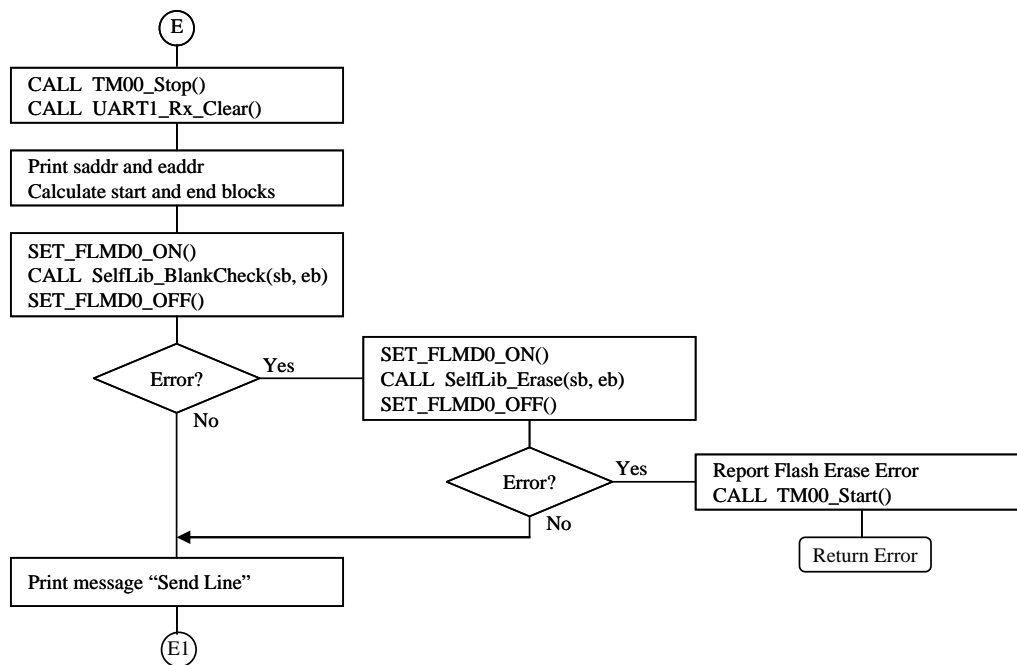 E
CALL TM00_Stop()
CALL UART1_Rx_Clear()
Print saddr and eaddr
Calculate start and end blocks
SET_FLMD0_ON()
CALL SelfLib_BlankCheck(sb, eb)
SET_FLMD0_OFF()
Error?
Yes
No
SET_FLMD0_ON()
CALL SelfLib_Erase(sb, eb)
SET_FLMD0_OFF()
Error?
Yes
No
Report Flash Erase Error
CALL TM00_Start()
Return Error
Print message “Send Line”
E1